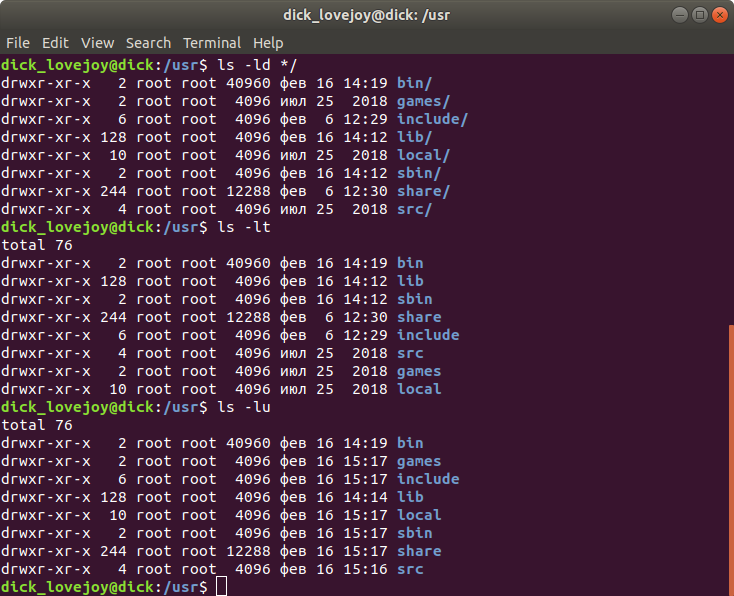 dick_lovejoy@dick: /usr
File Edit View Search Terminal Help
dick_lovejoy@dick:/usr$ ls -ld */
drwxr-xr-x   2 root root 40960 фев 16 14:19 bin/
drwxr-xr-x   2 root root  4096 июл 25  2018 games/
drwxr-xr-x   6 root root  4096 фев  6 12:29 include/
drwxr-xr-x 128 root root  4096 фев 16 14:12 lib/
drwxr-xr-x  10 root root  4096 июл 25  2018 local/
drwxr-xr-x   2 root root  4096 фев 16 14:12 sbin/
drwxr-xr-x 244 root root 12288 фев  6 12:30 share/
drwxr-xr-x   4 root root  4096 июл 25  2018 src/
dick_lovejoy@dick:/usr$ ls -lt
total 76
drwxr-xr-x   2 root root 40960 фев 16 14:19 bin
drwxr-xr-x 128 root root  4096 фев 16 14:12 lib
drwxr-xr-x   2 root root  4096 фев 16 14:12 sbin
drwxr-xr-x 244 root root 12288 фев  6 12:30 share
drwxr-xr-x   6 root root  4096 фев  6 12:29 include
drwxr-xr-x   4 root root  4096 июл 25  2018 src
drwxr-xr-x   2 root root  4096 июл 25  2018 games
drwxr-xr-x  10 root root  4096 июл 25  2018 local
dick_lovejoy@dick:/usr$ ls -lu
total 76
drwxr-xr-x   2 root root 40960 фев 16 14:19 bin
drwxr-xr-x   2 root root  4096 фев 16 15:17 games
drwxr-xr-x   6 root root  4096 фев 16 15:17 include
drwxr-xr-x 128 root root  4096 фев 16 14:14 lib
drwxr-xr-x  10 root root  4096 фев 16 15:17 local
drwxr-xr-x   2 root root  4096 фев 16 15:17 sbin
drwxr-xr-x 244 root root 12288 фев 16 15:17 share
drwxr-xr-x   4 root root  4096 фев 16 15:16 src
dick_lovejoy@dick:/usr$